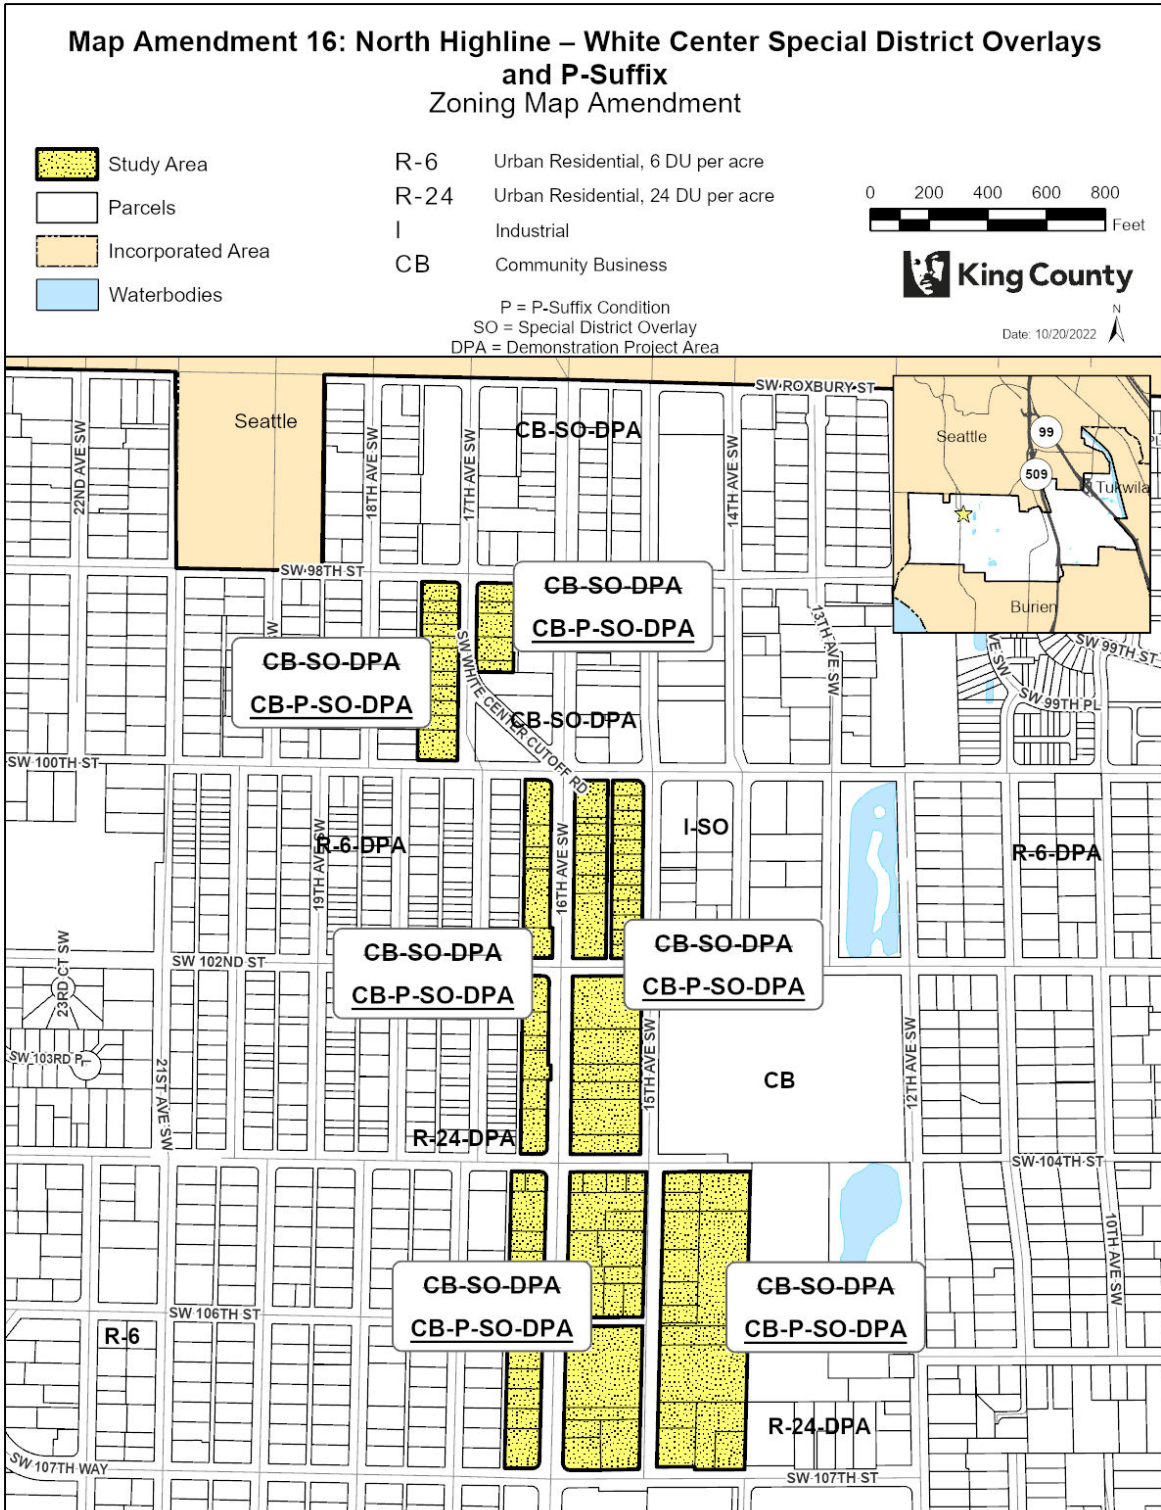 Map Amendment 16: North Highline – White Center Special District Overlays
and P-Suffix
Zoning Map Amendment
Study Area
Parcels
Incorporated Area
Waterbodies
R-6 Urban Residential, 6 DU per acre
R-24 Urban Residential, 24 DU per acre
I Industrial
CB Community Business
P = P-Suffix Condition
SO = Special District Overlay
DPA = Demonstration Project Area
0 200 400 600 800
Feet
King County
N
Date: 10/20/2022
SW ROXBURY ST
Seattle
22ND AVE SW
18TH AVE SW
17TH AVE SW
CB-SO-DPA
14TH AVE SW
Seattle
99
509
Tukwila
Burien
SW 98TH ST
CB-SO-DPA
CB-P-SO-DPA
CB-SO-DPA
CB-P-SO-DPA
SW WHITE CENTER CUTOFF RD
CB-SO-DPA
13TH AVE SW
AVE SW
SW 99TH ST
SW 99TH PL
SW 100TH ST
19TH AVE SW
R-6-DPA
16TH AVE SW
I-SO
R-6-DPA
CB-SO-DPA
CB-P-SO-DPA
CB-SO-DPA
CB-P-SO-DPA
SW 102ND ST
23RD CT SW
SW 103RD PL
21ST AVE SW
15TH AVE SW
CB
12TH AVE SW
R-24-DPA
SW 104TH ST
10TH AVE SW
CB-SO-DPA
CB-P-SO-DPA
CB-SO-DPA
CB-P-SO-DPA
SW 106TH ST
R-6
R-24-DPA
SW 107TH WAY
SW 107TH ST